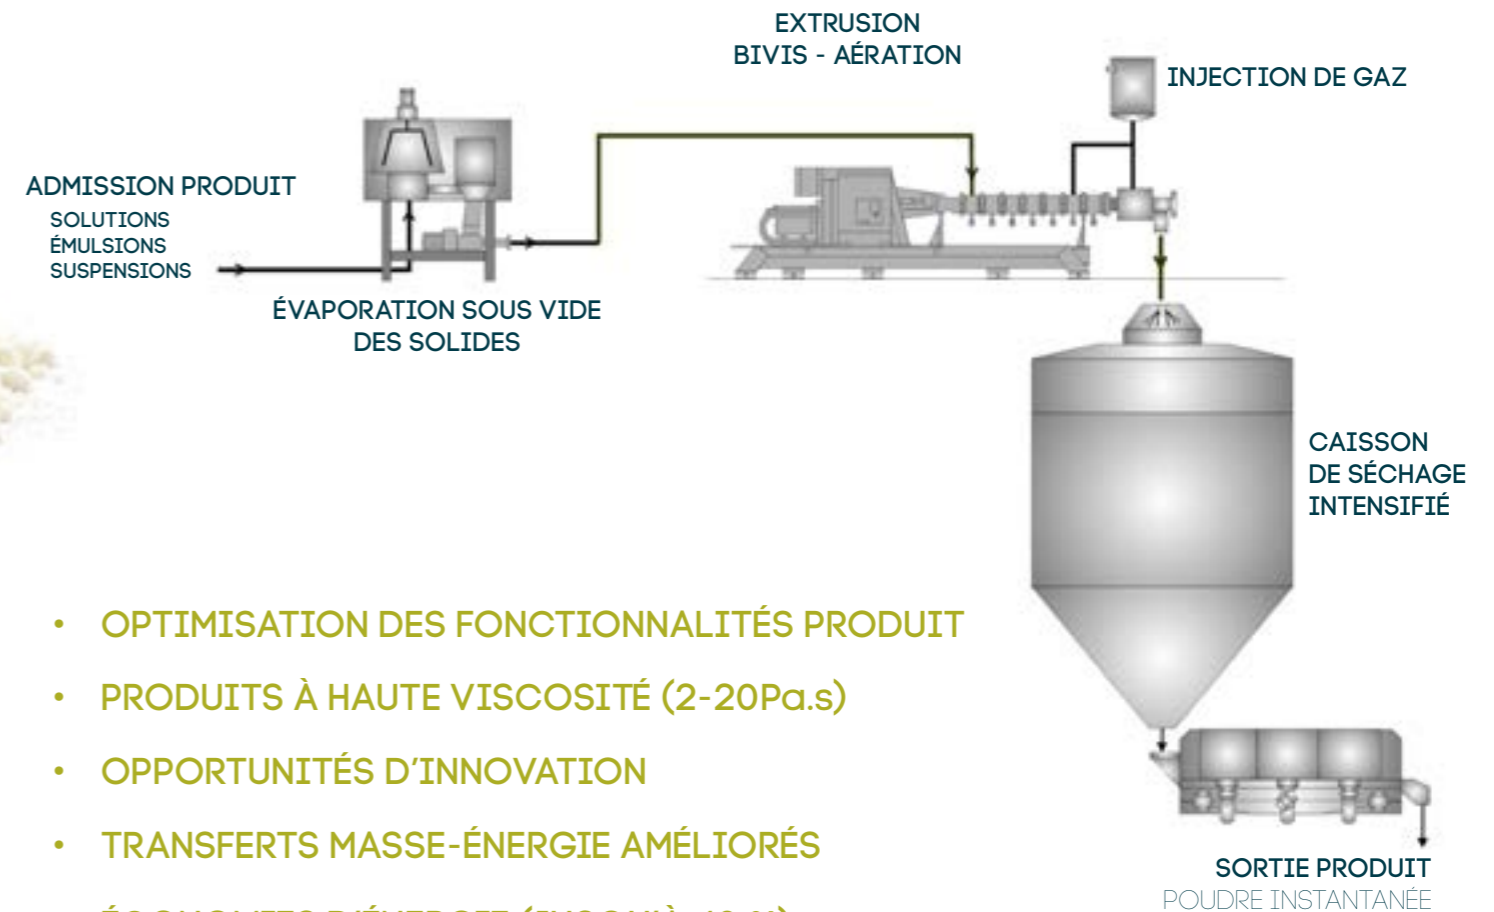 EXTRUSION
BIVIS - AÉRATION
INJECTION DE GAZ
ADMISSION PRODUIT
SOLUTIONS
ÉMULSIONS
SUSPENSIONS
ÉVAPORATION SOUS VIDE
DES SOLIDES
CAISSON
DE SÉCHAGE
INTENSIFIÉ
• OPTIMISATION DES FONCTIONNALITÉS PRODUIT
• PRODUITS À HAUTE VISCOSITÉ (2-20Pa.s)
• OPPORTUNITÉS D'INNOVATION
• TRANSFERTS MASSE-ÉNERGIE AMÉLIORÉS
SORTIE PRODUIT
POUDRE INSTANTANÉE